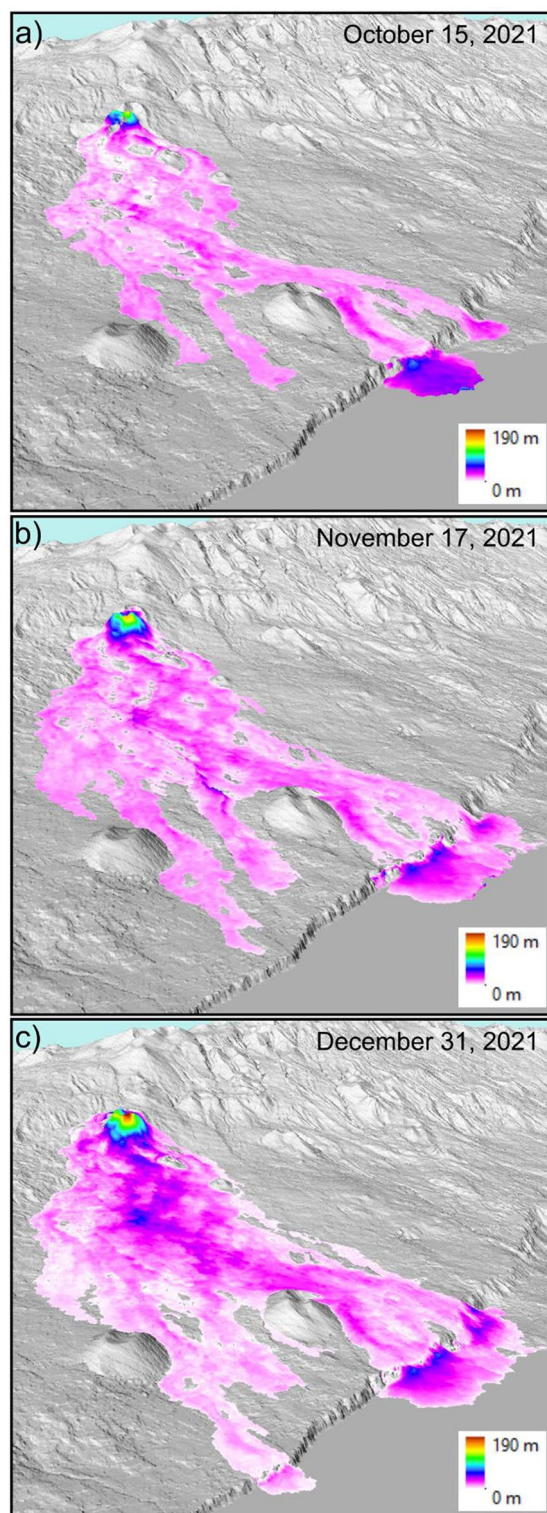 a)
October 15, 2021
190 m
0 m
b)
November 17, 2021
190 m
0 m
c)
December 31, 2021
190 m
0 m